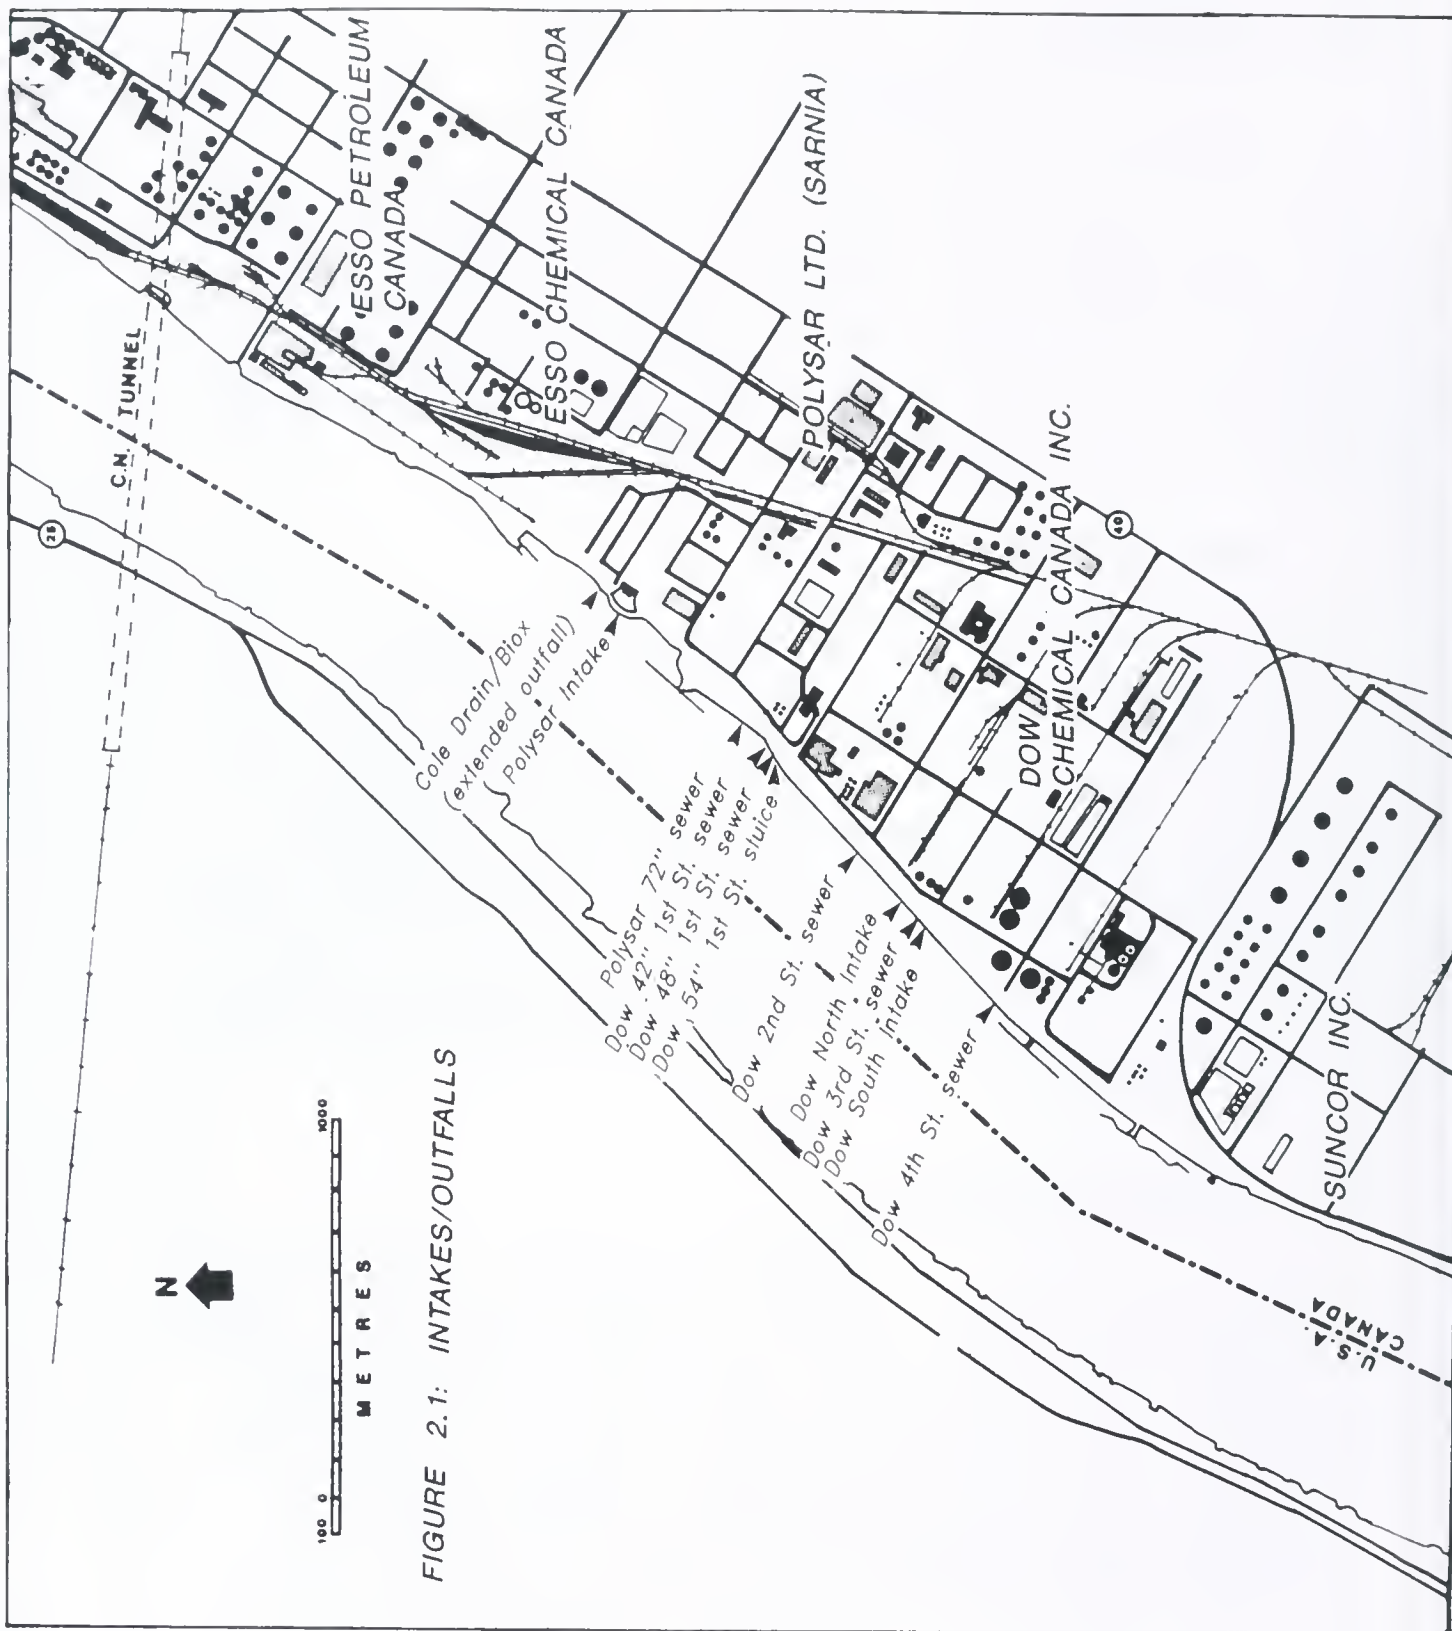 ESSO PETROLEUM
CANADA
ESSO CHEMICAL CANADA
POLYSAR LTD. (SARNIA)
DOW
CHEMICAL CANADA INC.
SUNCOR INC.
C.N. TUNNEL
25
40
Cole Drain/Biox
(extended outfall)
Polysar Intake
Polysar 72" sewer
Dow 42" 1st St. sewer
Dow 48" 1st St. sewer
Dow 54" 1st St. sluice
Dow 2nd St. sewer
Dow North Intake
Dow 3rd St. sewer
Dow South Intake
Dow 4th St. sewer
U.S.A.
CANADA
N
100 0 1000
METRES
FIGURE 2.1: INTAKES/OUTFALLS